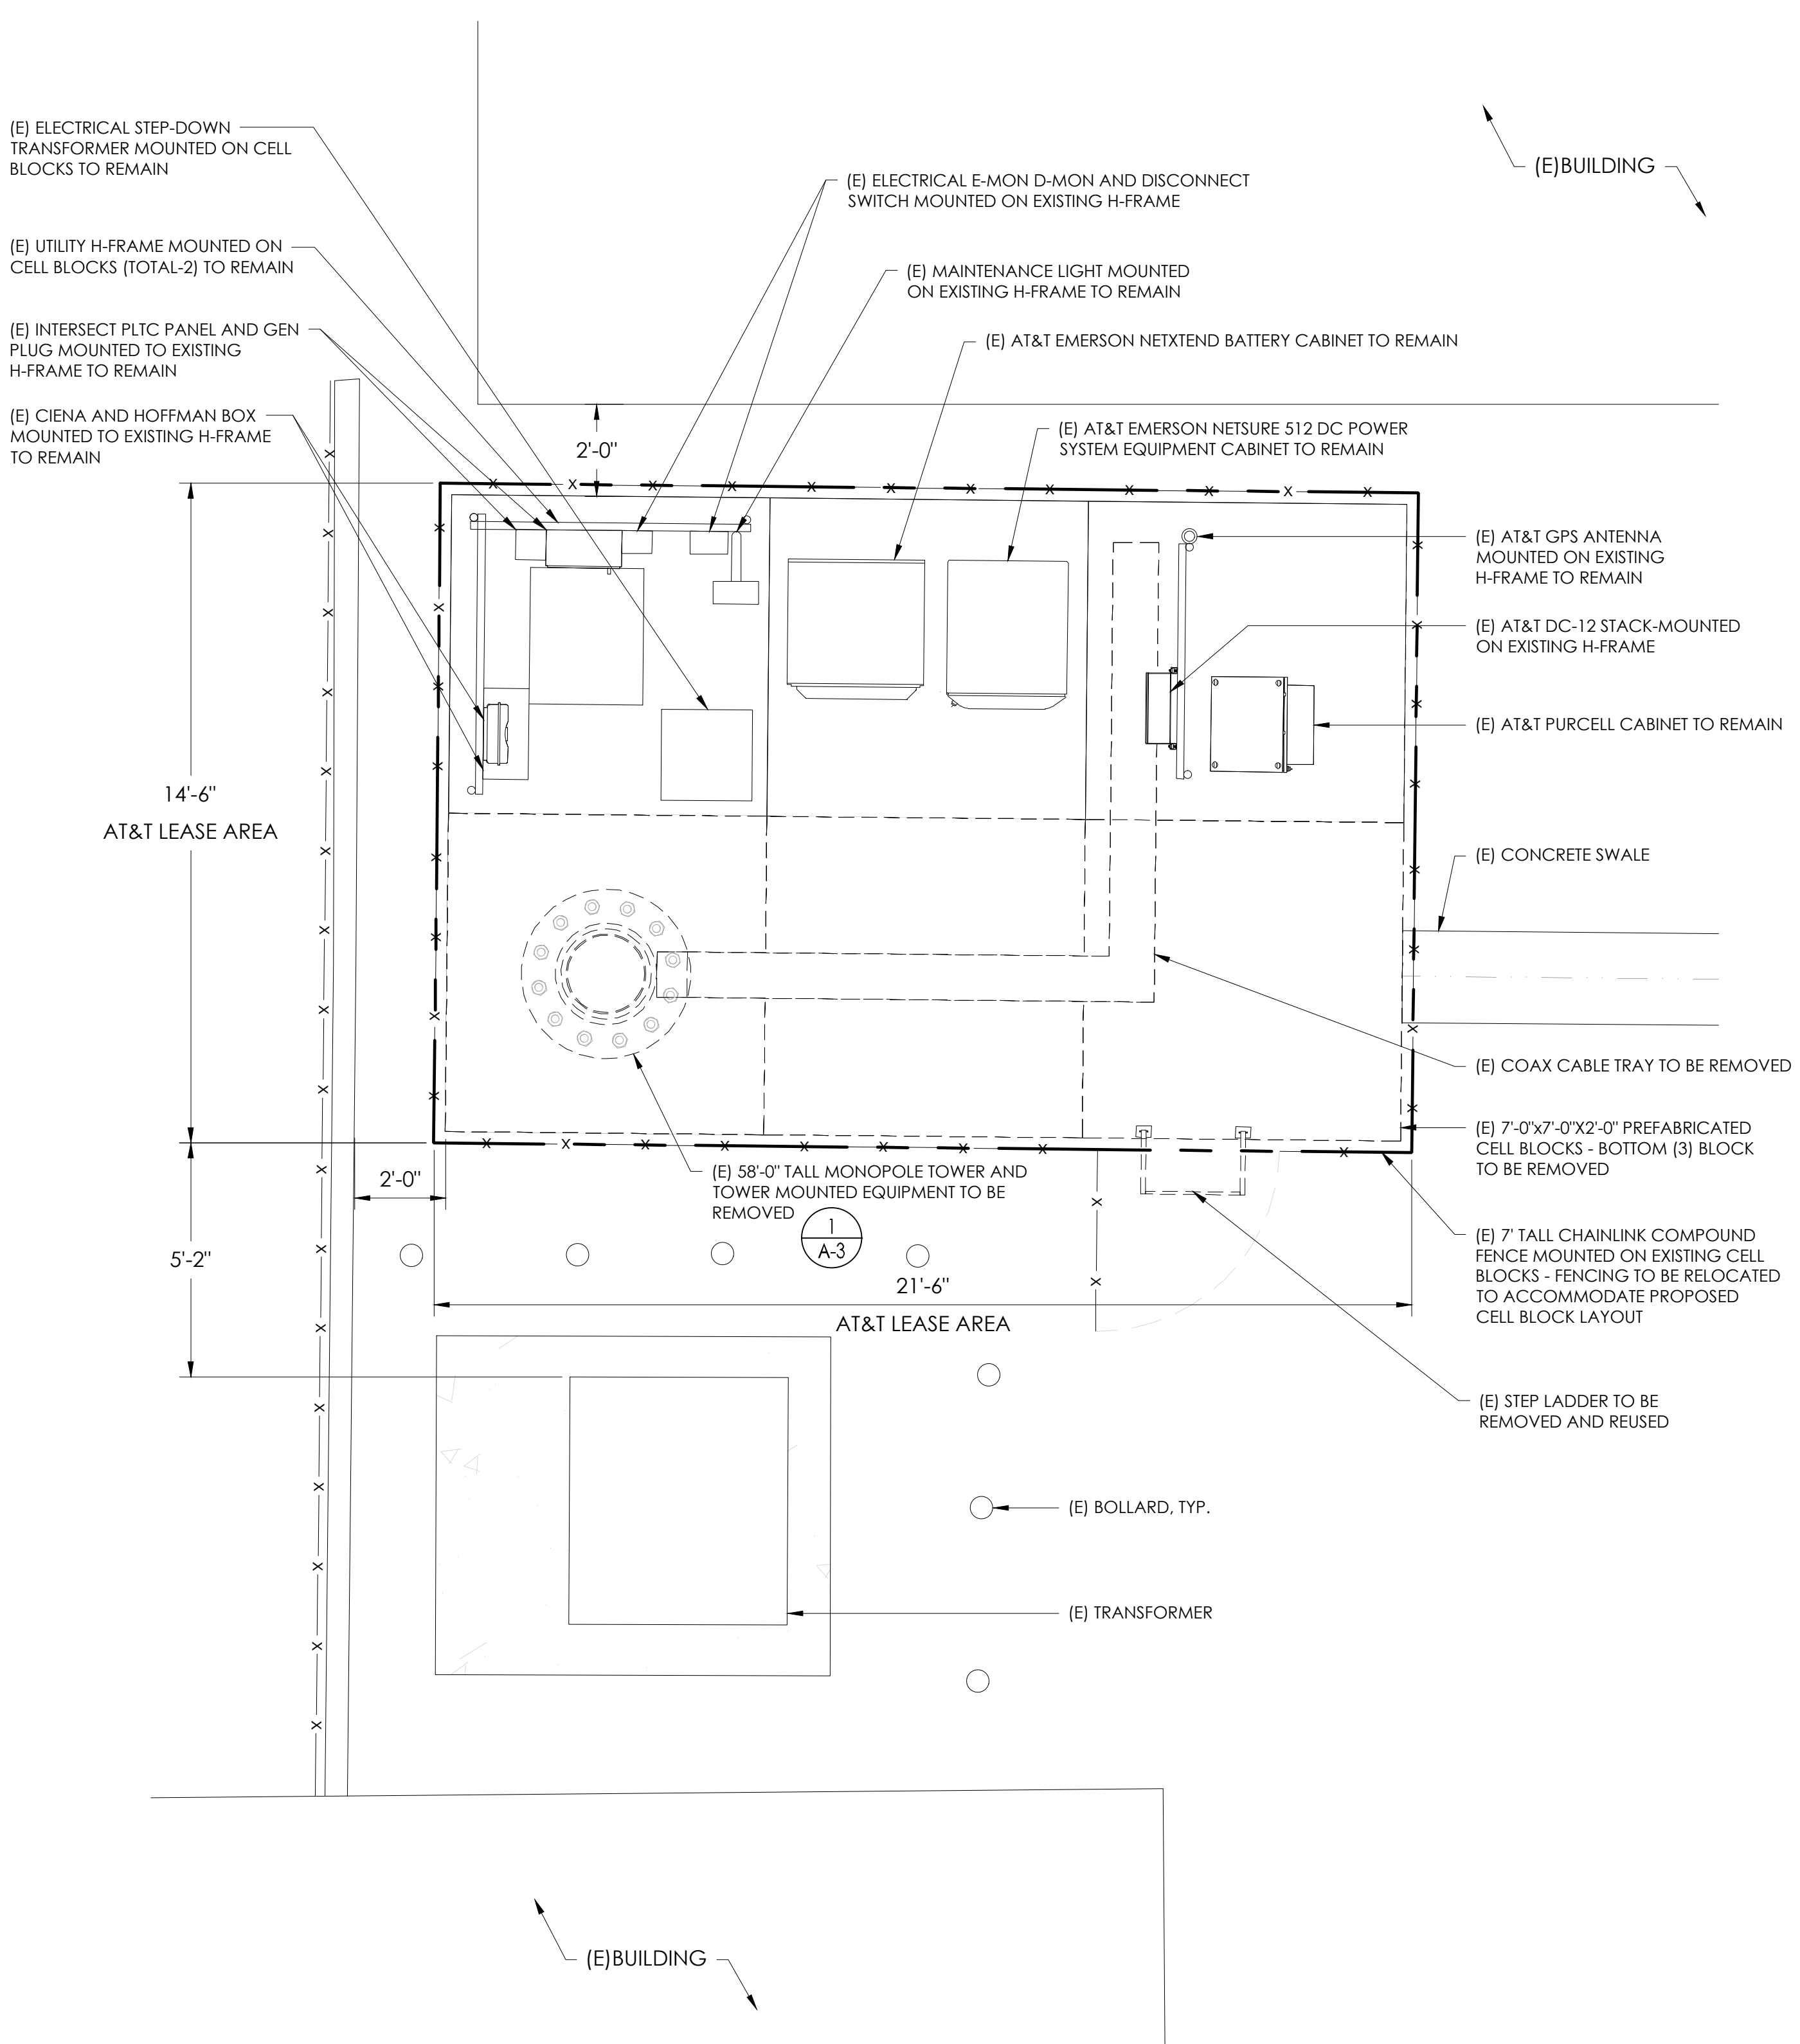 (E)BUILDING
(E) ELECTRICAL STEP-DOWN
TRANSFORMER MOUNTED ON CELL
BLOCKS TO REMAIN
(E) ELECTRICAL E-MON D-MON AND DISCONNECT
SWITCH MOUNTED ON EXISTING H-FRAME
(E) UTILITY H-FRAME MOUNTED ON
CELL BLOCKS (TOTAL-2) TO REMAIN
(E) MAINTENANCE LIGHT MOUNTED
ON EXISTING H-FRAME TO REMAIN
(E) INTERSECT PLTC PANEL AND GEN
PLUG MOUNTED TO EXISTING
H-FRAME TO REMAIN
(E) AT&T EMERSON NETXTEND BATTERY CABINET TO REMAIN
(E) CIENA AND HOFFMAN BOX
MOUNTED TO EXISTING H-FRAME
TO REMAIN
2'-0"
(E) AT&T EMERSON NETSURE 512 DC POWER
SYSTEM EQUIPMENT CABINET TO REMAIN
(E) AT&T GPS ANTENNA
MOUNTED ON EXISTING
H-FRAME TO REMAIN
(E) AT&T DC-12 STACK-MOUNTED
ON EXISTING H-FRAME
(E) AT&T PURCELL CABINET TO REMAIN
14'-6"
AT&T LEASE AREA
(E) CONCRETE SWALE
(E) COAX CABLE TRAY TO BE REMOVED
(E) 7'-0"x7'-0"X2'-0" PREFABRICATED
CELL BLOCKS - BOTTOM (3) BLOCK
TO BE REMOVED
2'-0"
(E) 58'-0" TALL MONOPOLE TOWER AND
TOWER MOUNTED EQUIPMENT TO BE
REMOVED
1
A-3
5'-2"
(E) 7' TALL CHAINLINK COMPOUND
FENCE MOUNTED ON EXISTING CELL
BLOCKS - FENCING TO BE RELOCATED
TO ACCOMMODATE PROPOSED
CELL BLOCK LAYOUT
21'-6"
AT&T LEASE AREA
(E) STEP LADDER TO BE
REMOVED AND REUSED
(E) BOLLARD, TYP.
(E) TRANSFORMER
(E)BUILDING